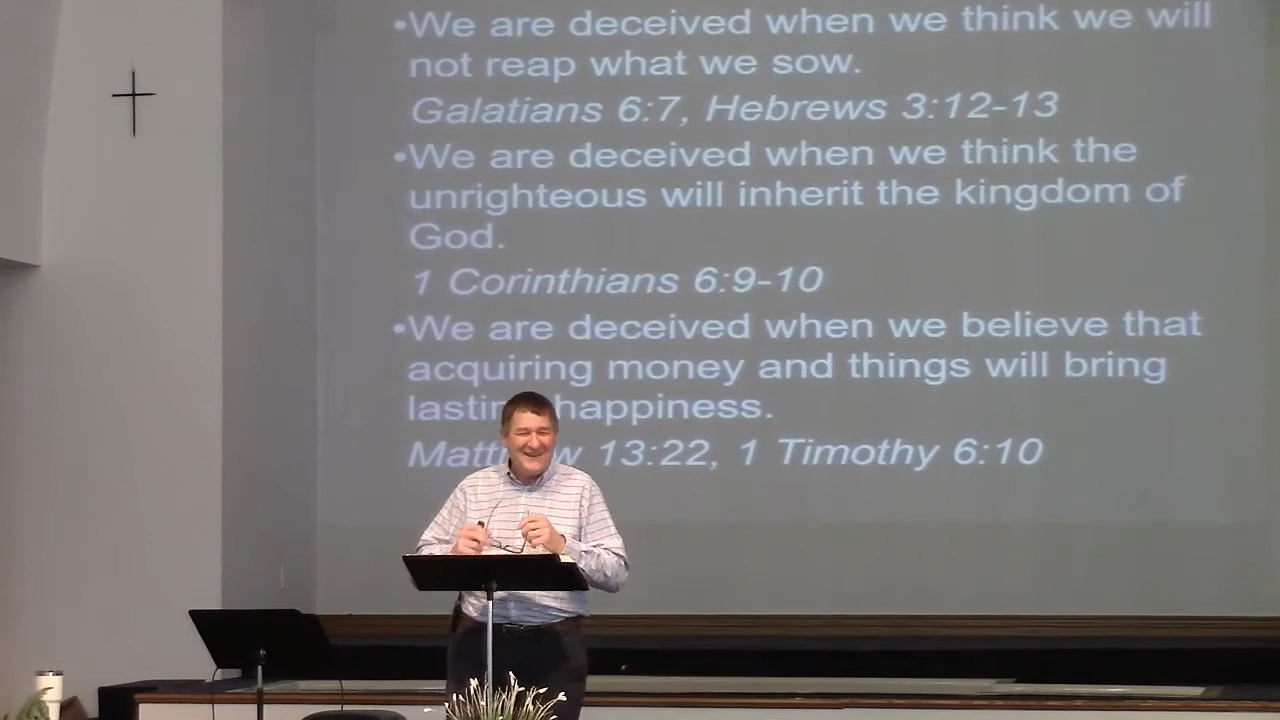 •We are deceived when we think we will
not reap what we sow.
Galatians 6:7, Hebrews 3:12-13
•We are deceived when we think the
unrighteous will inherit the kingdom of
God.
1 Corinthians 6:9-10
•We are deceived when we believe that
acquiring money and things will bring
lasting happiness.
Matthew 13:22, 1 Timothy 6:10